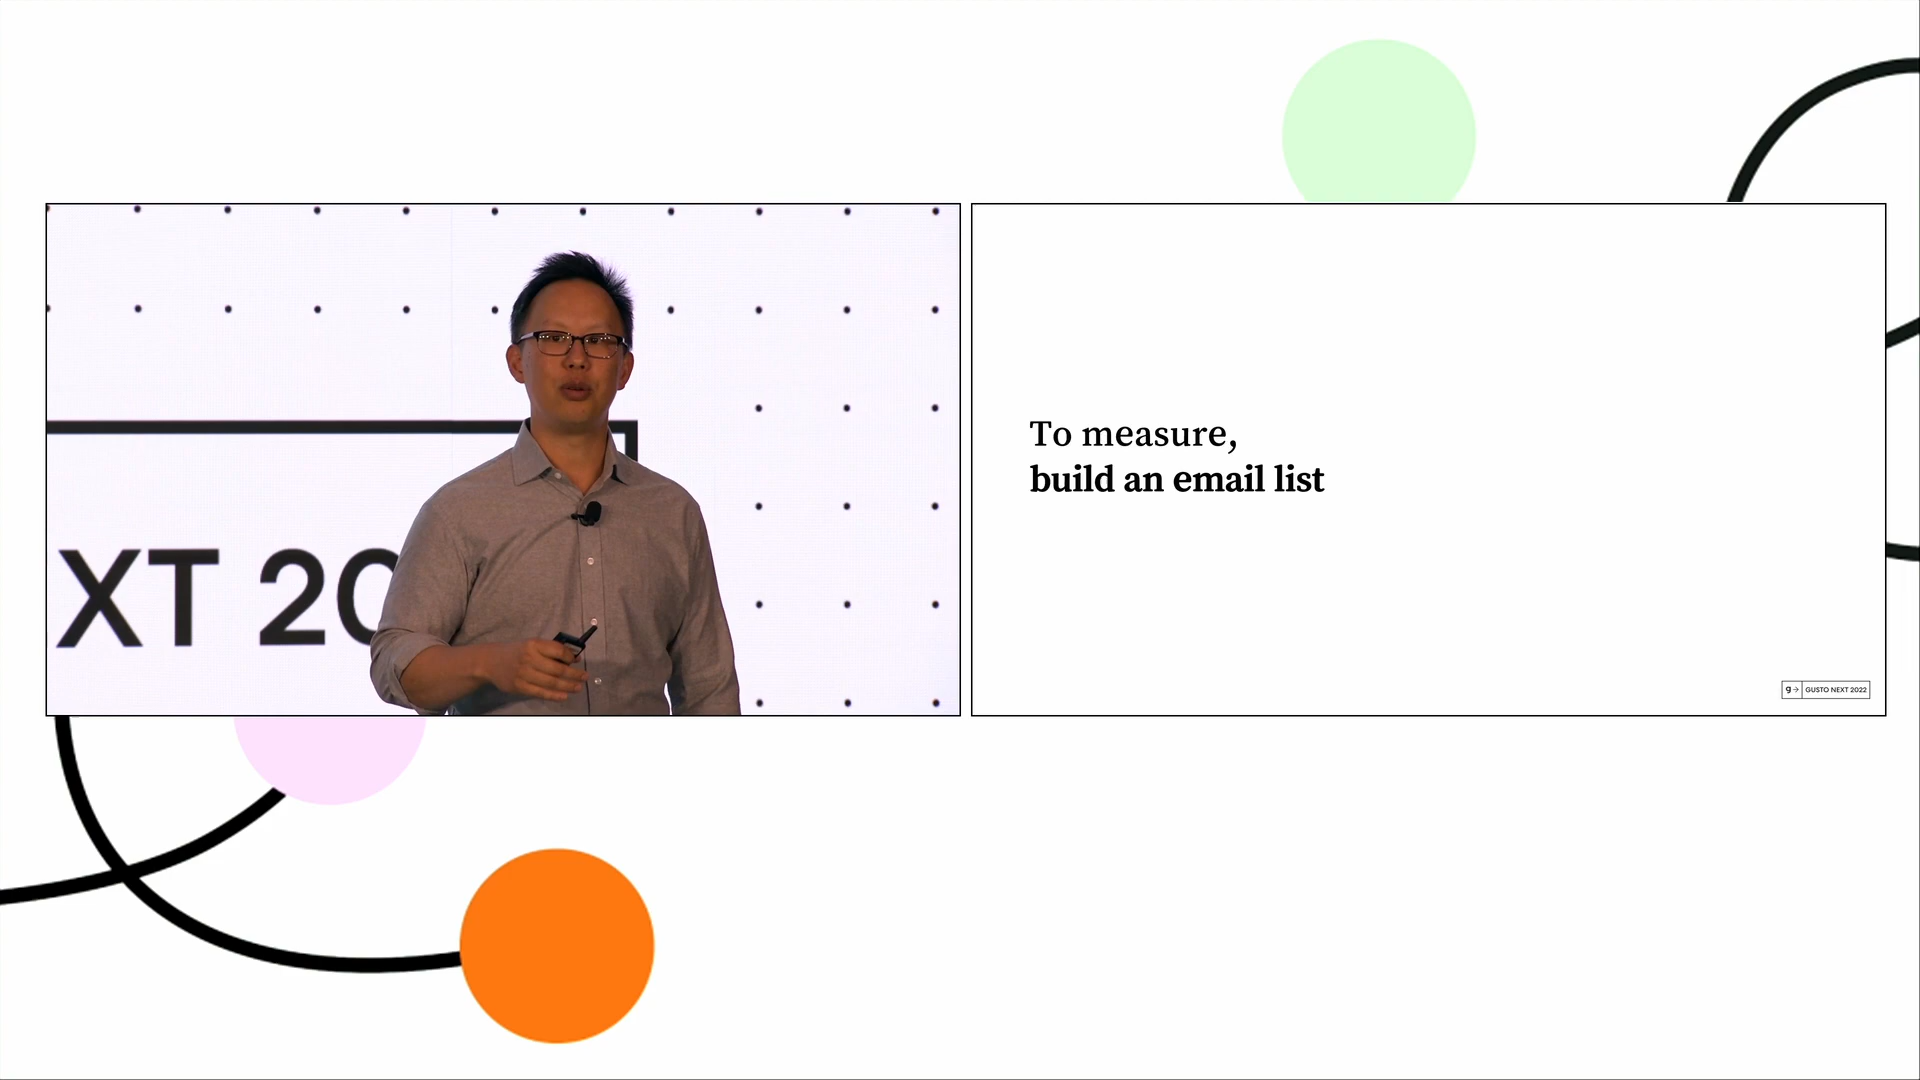 XT 20
To measure,
build an email list
g→ GUSTO NEXT 2022